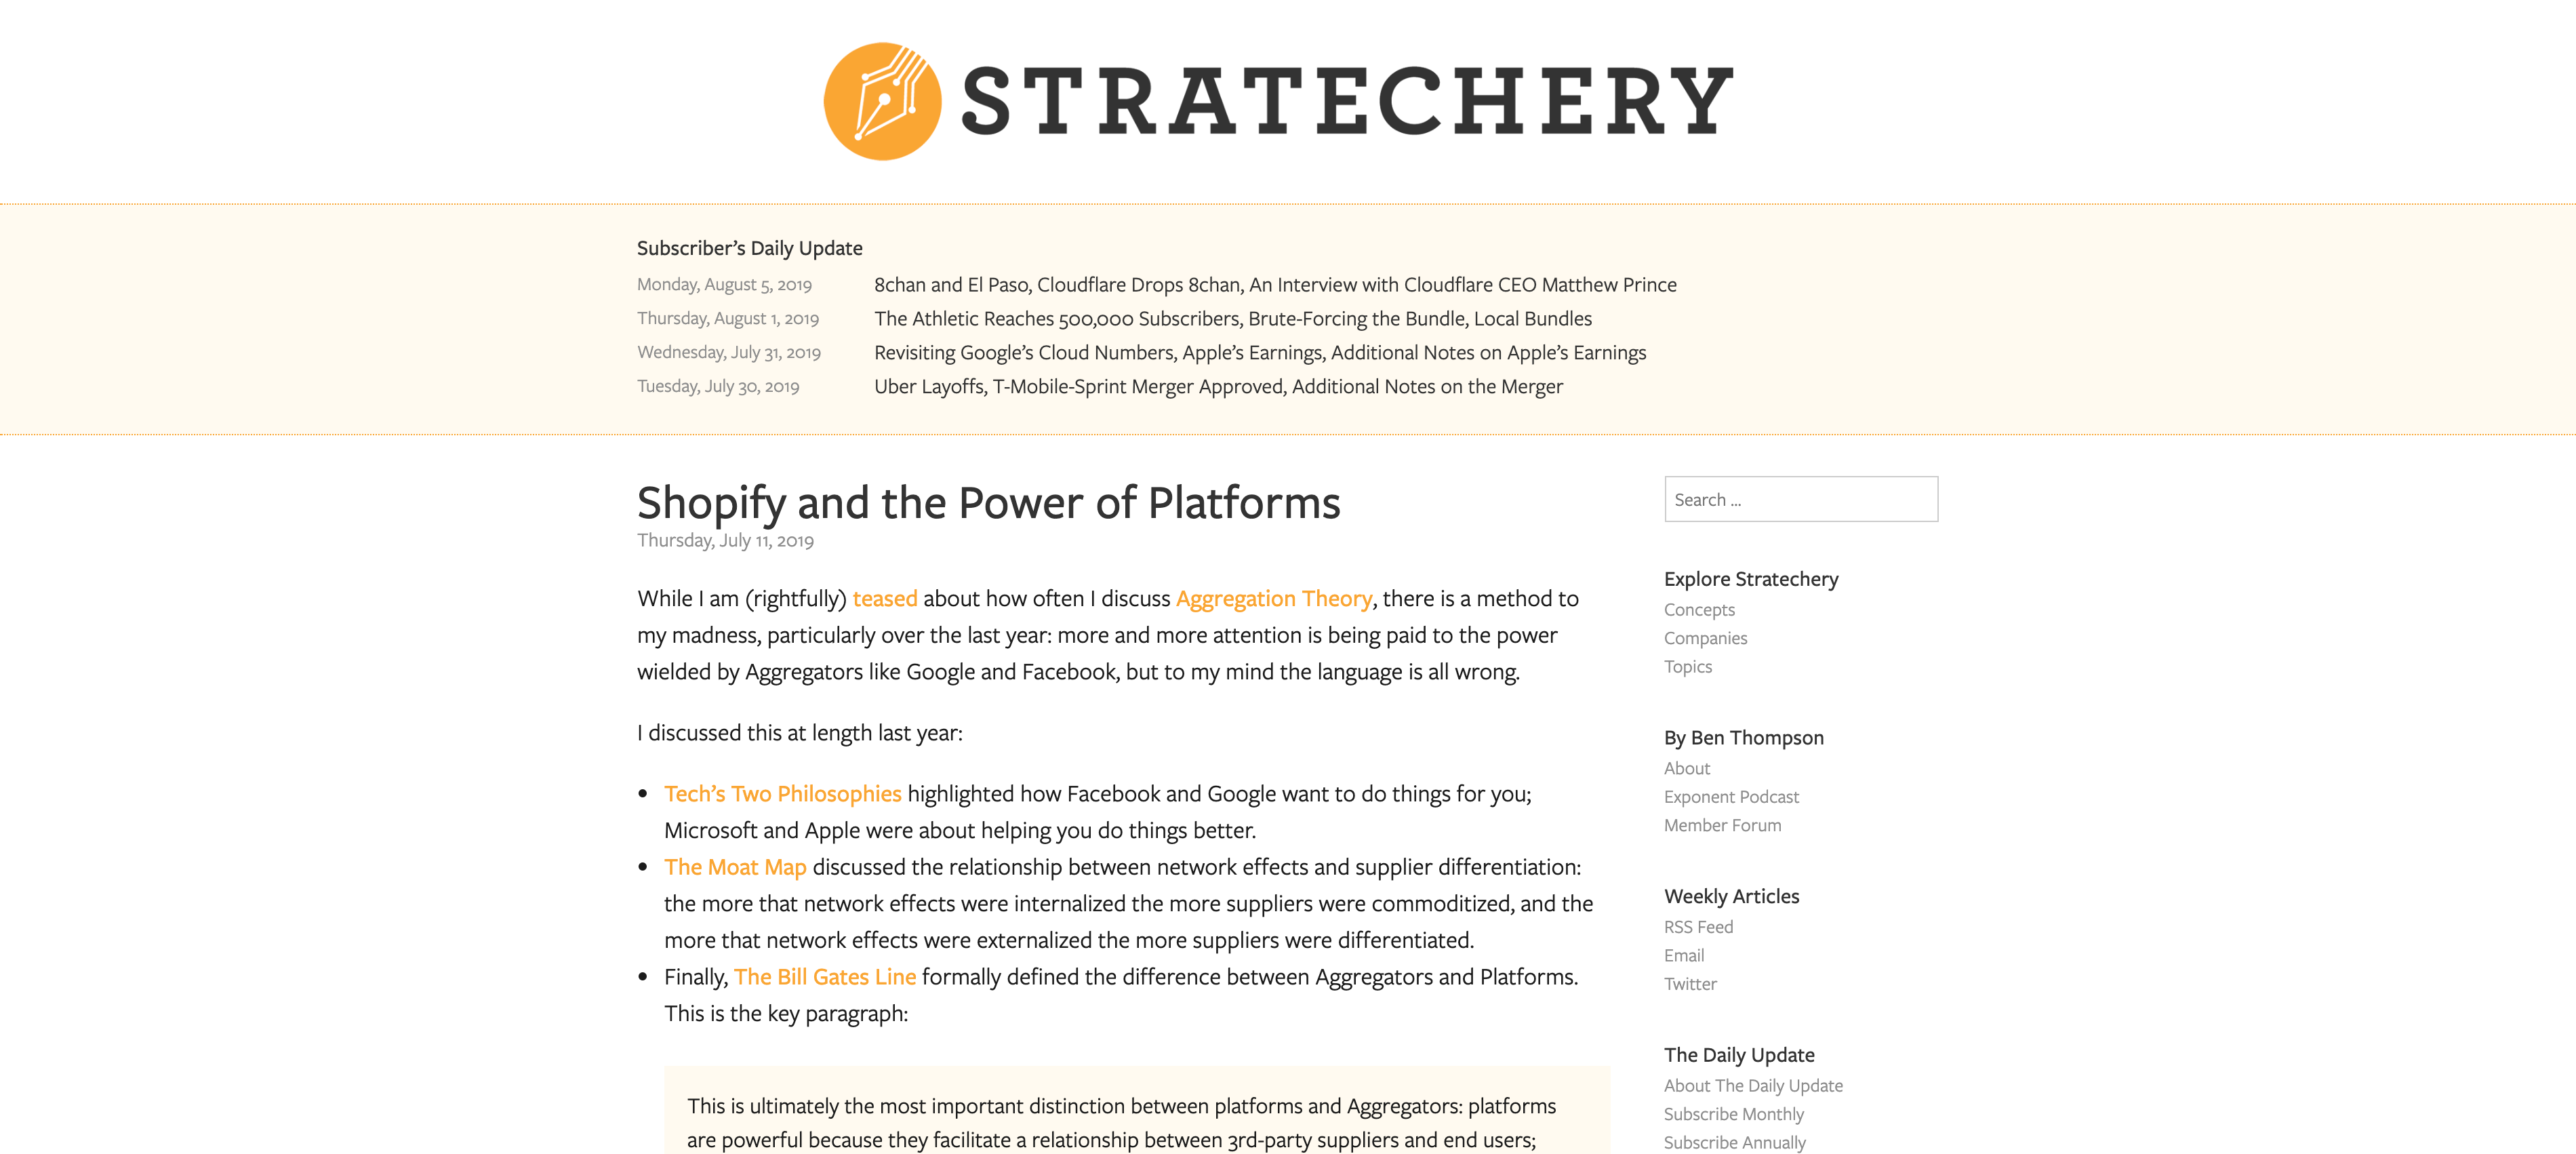 STRATECHERY
Subscriber’s Daily Update
Monday, August 5, 2019 8chan and El Paso, Cloudflare Drops 8chan, An Interview with Cloudflare CEO Matthew Prince
Thursday, August 1, 2019 The Athletic Reaches 500,000 Subscribers, Brute-Forcing the Bundle, Local Bundles
Wednesday, July 31, 2019 Revisiting Google’s Cloud Numbers, Apple’s Earnings, Additional Notes on Apple’s Earnings
Tuesday, July 30, 2019 Uber Layoffs, T-Mobile-Sprint Merger Approved, Additional Notes on the Merger
Shopify and the Power of Platforms
Thursday, July 11, 2019
While I am (rightfully) teased about how often I discuss Aggregation Theory, there is a method to
my madness, particularly over the last year: more and more attention is being paid to the power
wielded by Aggregators like Google and Facebook, but to my mind the language is all wrong.
I discussed this at length last year:
• Tech’s Two Philosophies highlighted how Facebook and Google want to do things for you;
Microsoft and Apple were about helping you do things better.
• The Moat Map discussed the relationship between network effects and supplier differentiation:
the more that network effects were internalized the more suppliers were commoditized, and the
more that network effects were externalized the more suppliers were differentiated.
• Finally, The Bill Gates Line formally defined the difference between Aggregators and Platforms.
This is the key paragraph:
This is ultimately the most important distinction between platforms and Aggregators: platforms
are powerful because they facilitate a relationship between 3rd-party suppliers and end users;
Search …
Explore Stratechery
Concepts
Companies
Topics
By Ben Thompson
About
Exponent Podcast
Member Forum
Weekly Articles
RSS Feed
Email
Twitter
The Daily Update
About The Daily Update
Subscribe Monthly
Subscribe Annually